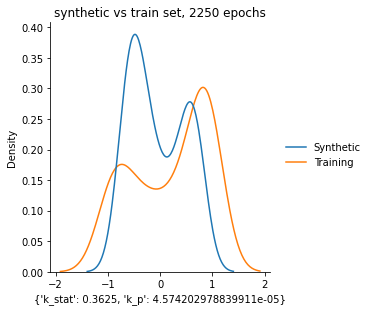 synthetic vs train set, 2250 epochs
0.40
0.35
0.30
0.25
0.20
0.15
0.10
0.05
0.00
Density
Synthetic
Training
−2 −1 0 1 2
{'k_stat': 0.3625, 'k_p': 4.574202978839911e-05}